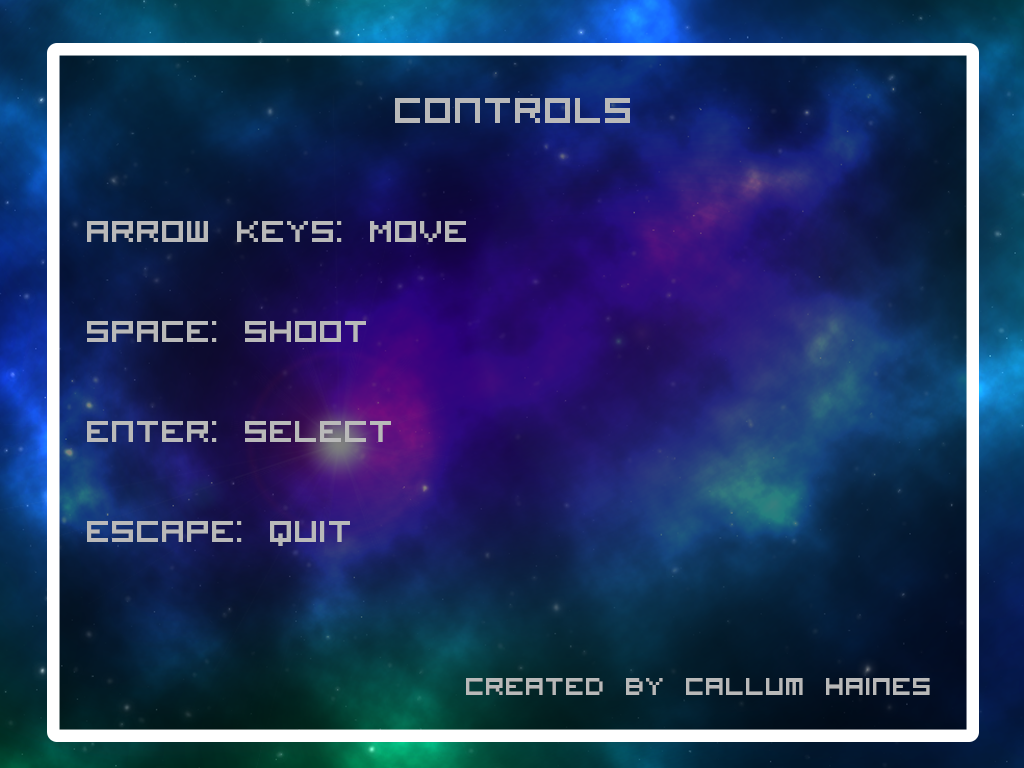 CONTROLS
ARROW KEYS: MOVE
SPACE: SHOOT
ENTER: SELECT
ESCAPE: QUIT
CREATED BY CALLUM HAINES